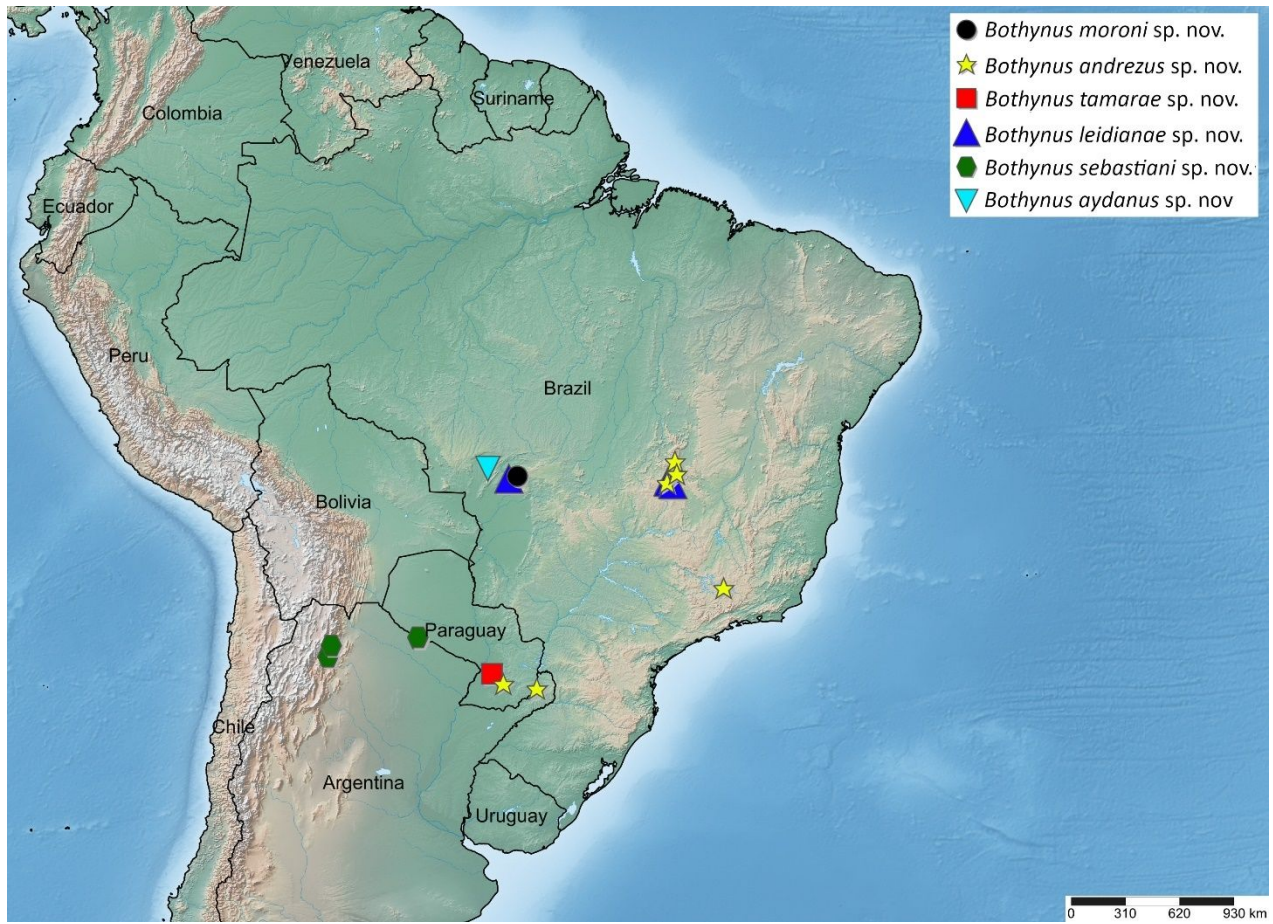 Bothynus moroni sp. nov.
Bothynus andrezus sp. nov.
Bothynus tamarae sp. nov.
Bothynus leidianae sp. nov.
Bothynus sebastiani sp. nov.
Bothynus aydanus sp. nov
Venezuela
Suriname
Colombia
Ecuador
Peru
Brazil
Bolivia
Paraguay
Chile
Argentina
Uruguay
0 310 620 930 km